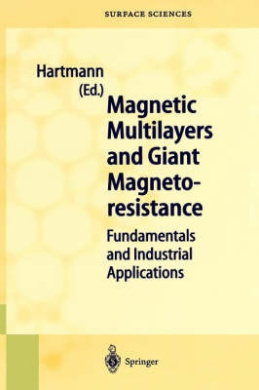 SURFACE SCIENCES
Hartmann
(Ed.)
Magnetic
Multilayers
and Giant
Magneto-
resistance
Fundamentals
and Industrial
Applications
Springer